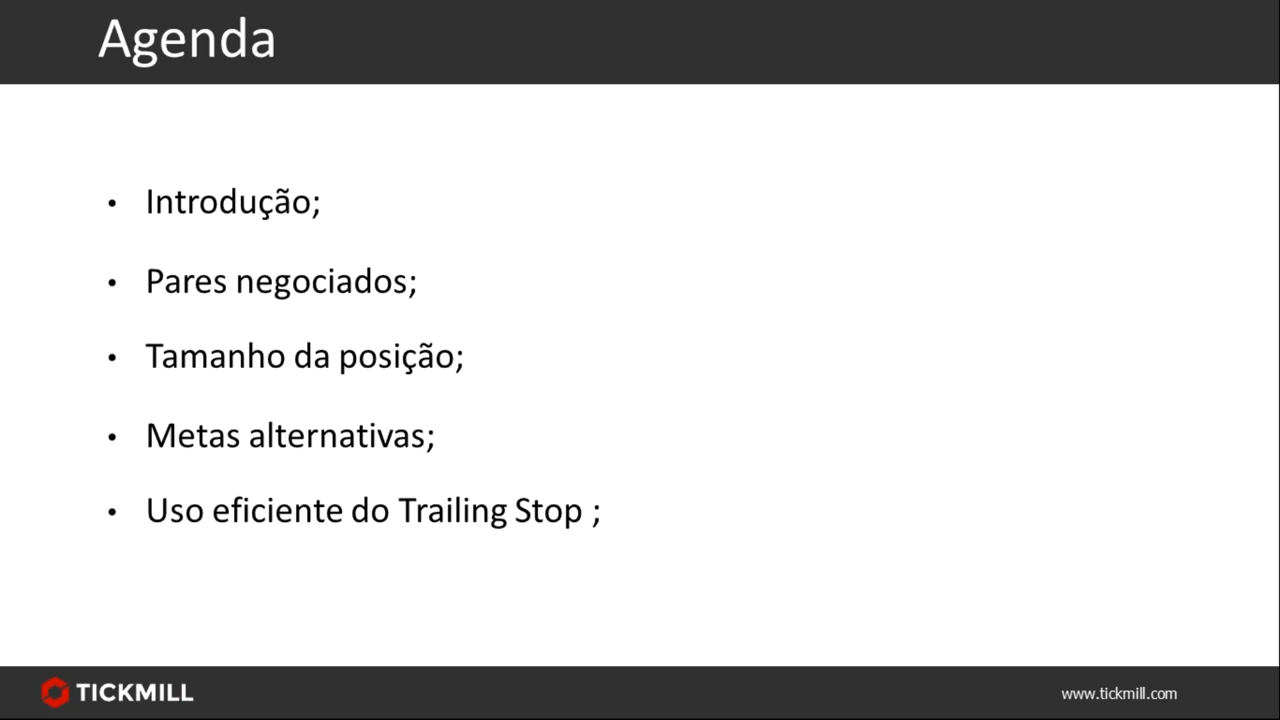 Agenda
• Introdução;
• Pares negociados;
• Tamanho da posição;
• Metas alternativas;
• Uso eficiente do Trailing Stop ;
TICKMILL
www.tickmill.com